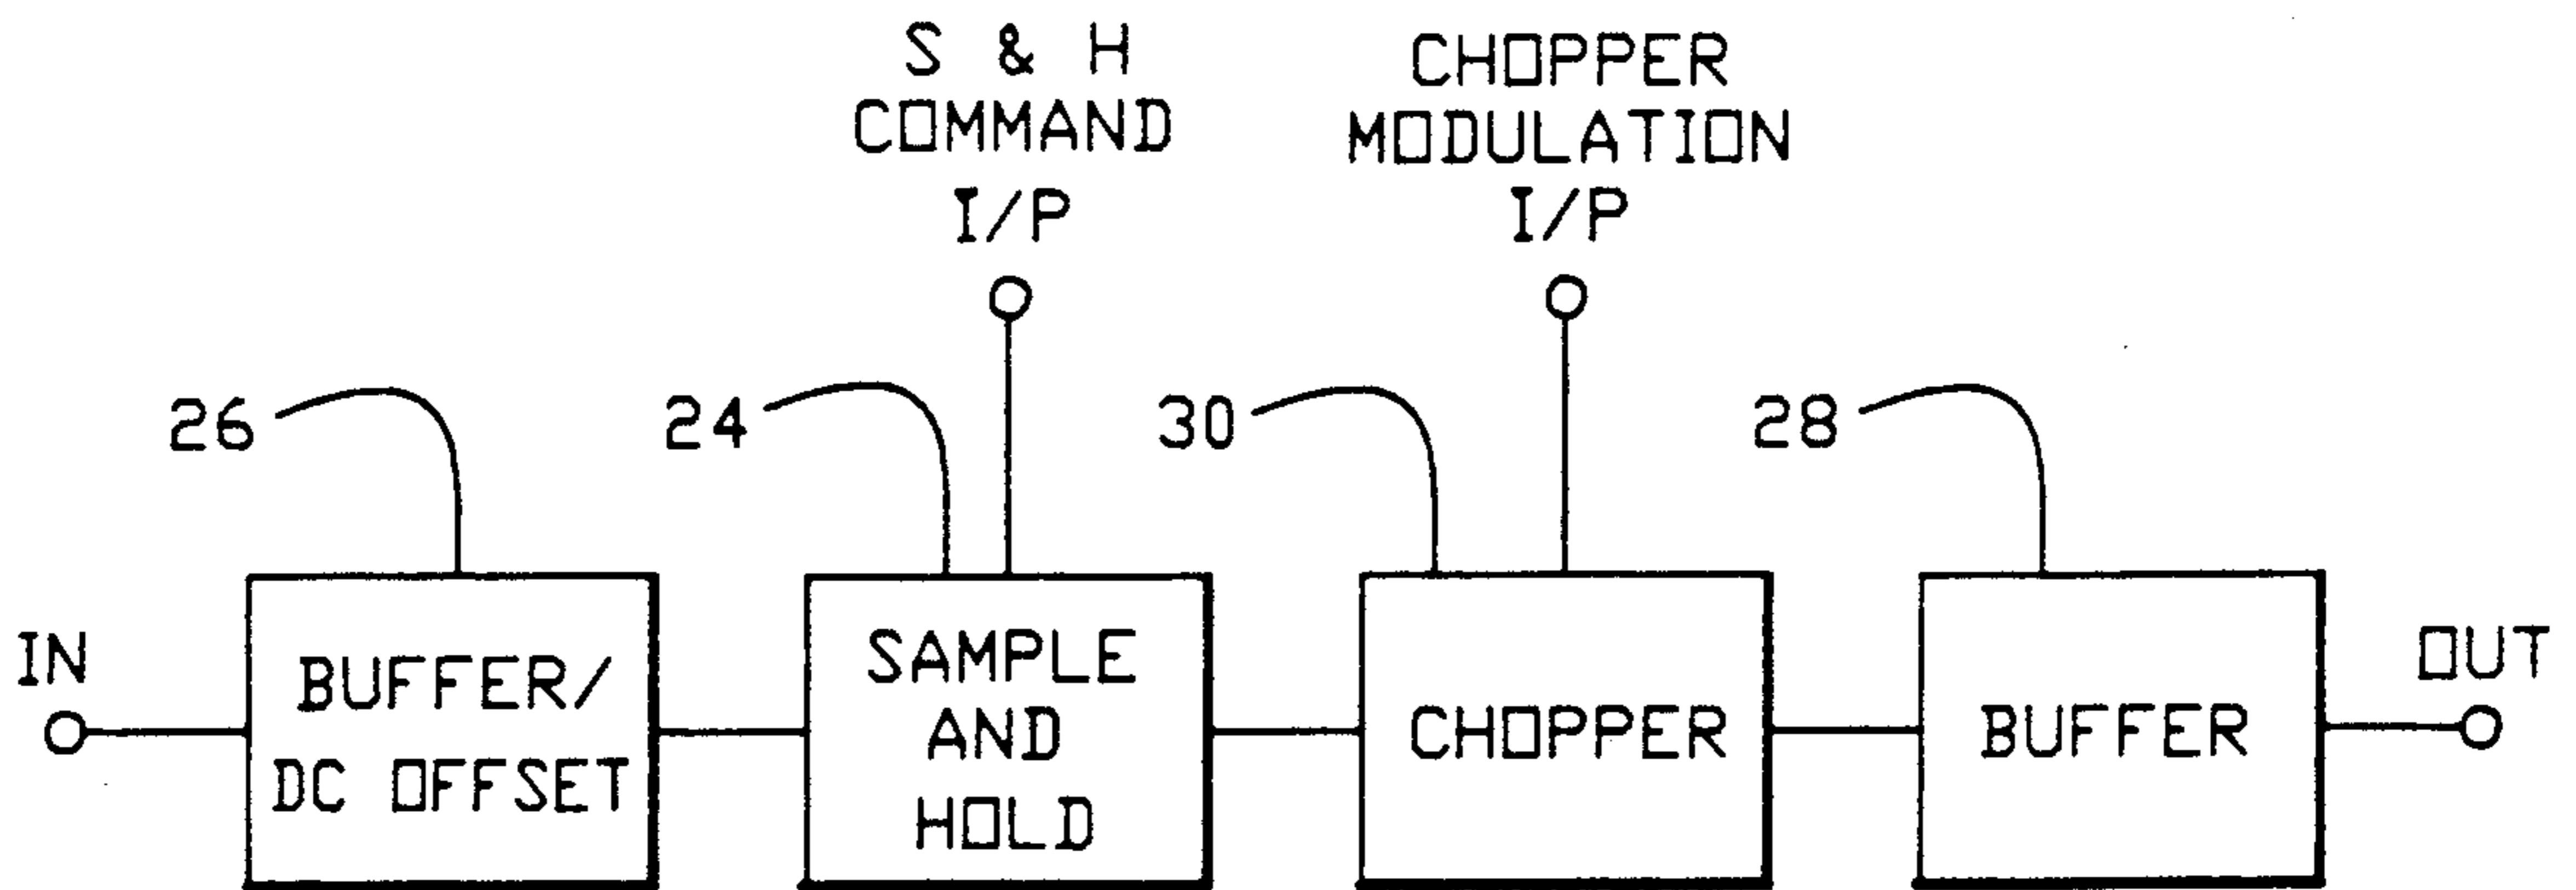 S & H
COMMAND
I/P
CHOPPER
MODULATION
I/P
26
24
30
28
IN
BUFFER/
DC OFFSET
SAMPLE
AND
HOLD
CHOPPER
BUFFER
OUT